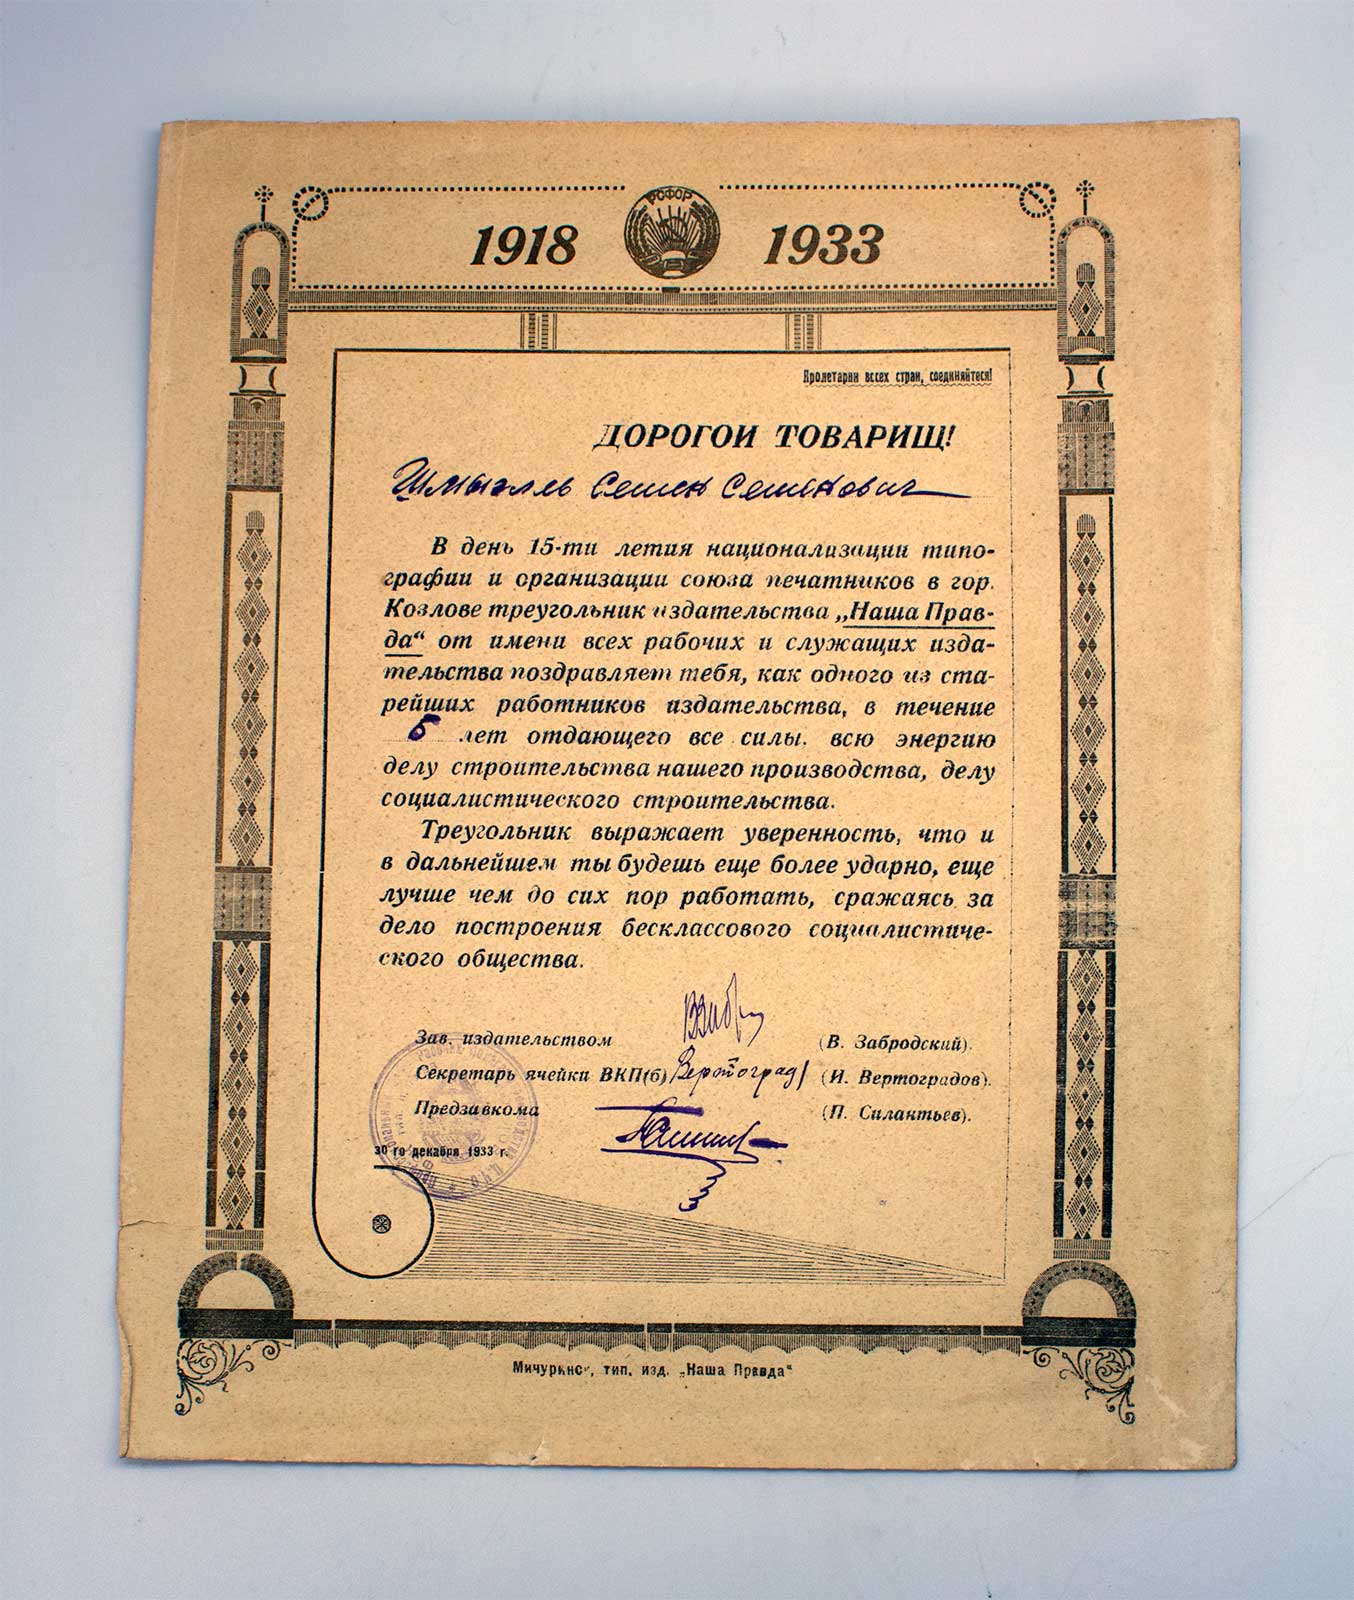 РСФСР
1918 1933
Пролетарии всех стран, соединяйтесь!
ДОРОГОЙ ТОВАРИЩ!
Семен Семенович
В день 15-ти летия национализации типо-
графии и организации союза печатников в гор.
Козлове треугольник издательства „Наша Прав-
да“ от имени всех рабочих и служащих изда-
тельства поздравляет тебя, как одного из ста-
рейших работников издательства, в течение
5 лет отдающего все силы, всю энергию
делу строительства нашего производства, делу
социалистического строительства.
Треугольник выражает уверенность, что и
в дальнейшем ты будешь еще более ударно, еще
лучше чем до сих пор работать, сражаясь за
дело построения бесклассового социалистиче-
ского общества.
Зав. издательством (В. Забродский).
Секретарь ячейки ВКП(б) Вертоград (И. Вертоградов).
Предзавкома (П. Силантьев).
30 го декабря 1933 г.
Мичуринск, тип. изд. „Наша Правда“